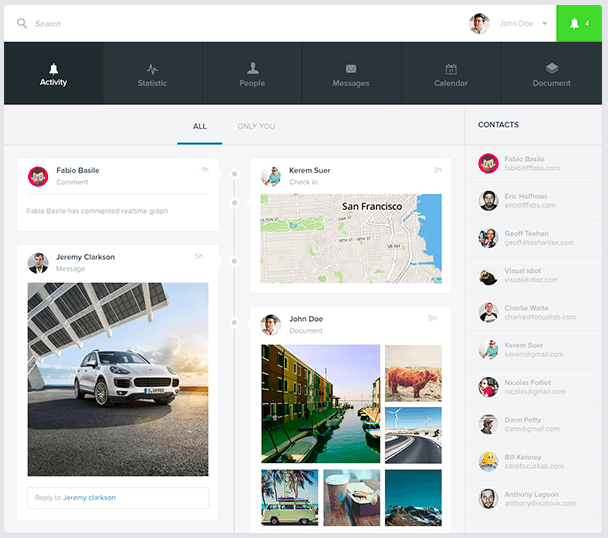 Search
John Doe
4
Activity
Statistic
People
Messages
Calendar
Document
ALL
ONLY YOU
CONTACTS
Fabio Basile
1h
Comment
Fabio Basile has commented realtime graph
Jeremy Clarkson
5h
Message
Reply to Jeremy clarkson
Kerem Suer
3h
Check in
San Francisco
John Doe
5h
Document
Fabio Basile
fabio@fffabs.com
Eric Hoffman
eric@fffabs.com
Geoff Teehan
geoff@teehanlax.com
Visual idiot
visual@idiot.com
Charlie Waite
charlie@focusllab.com
Kerem Suer
kerem@gmail.com
Nicolas Folliot
nicolas@gmail.com
Dann Petty
dann@gmail.com
Bill Kenney
bill@focusllab.com
Anthony Lagoon
anthony@outlook.com